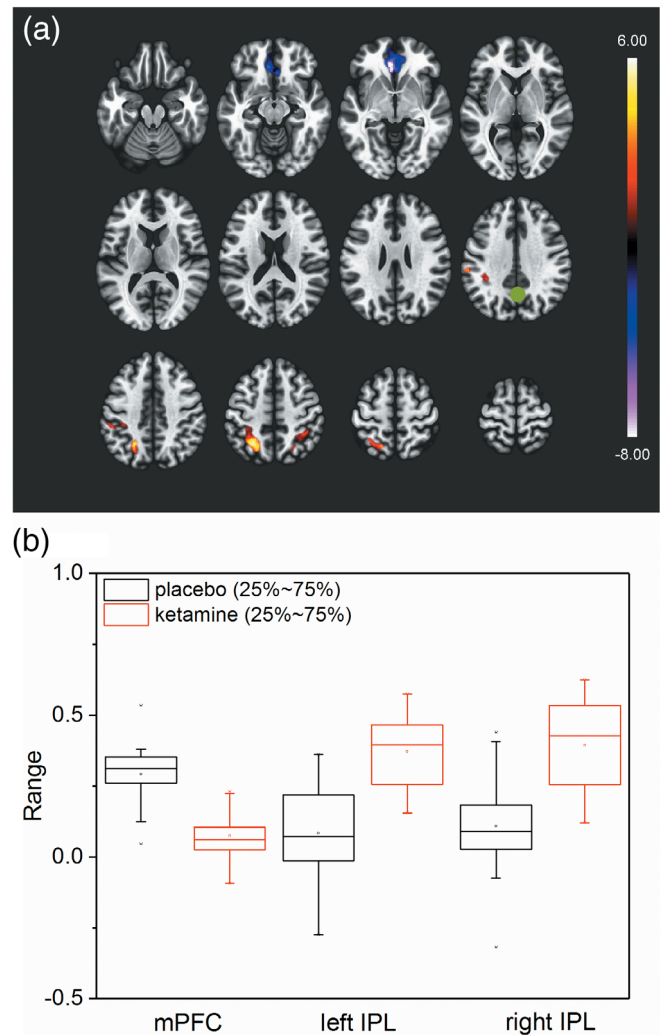 (a)
6.00
-8.00
(b)
placebo (25%~75%)
ketamine (25%~75%)
1.0
0.5
0.0
-0.5
Range
mPFC left IPL right IPL